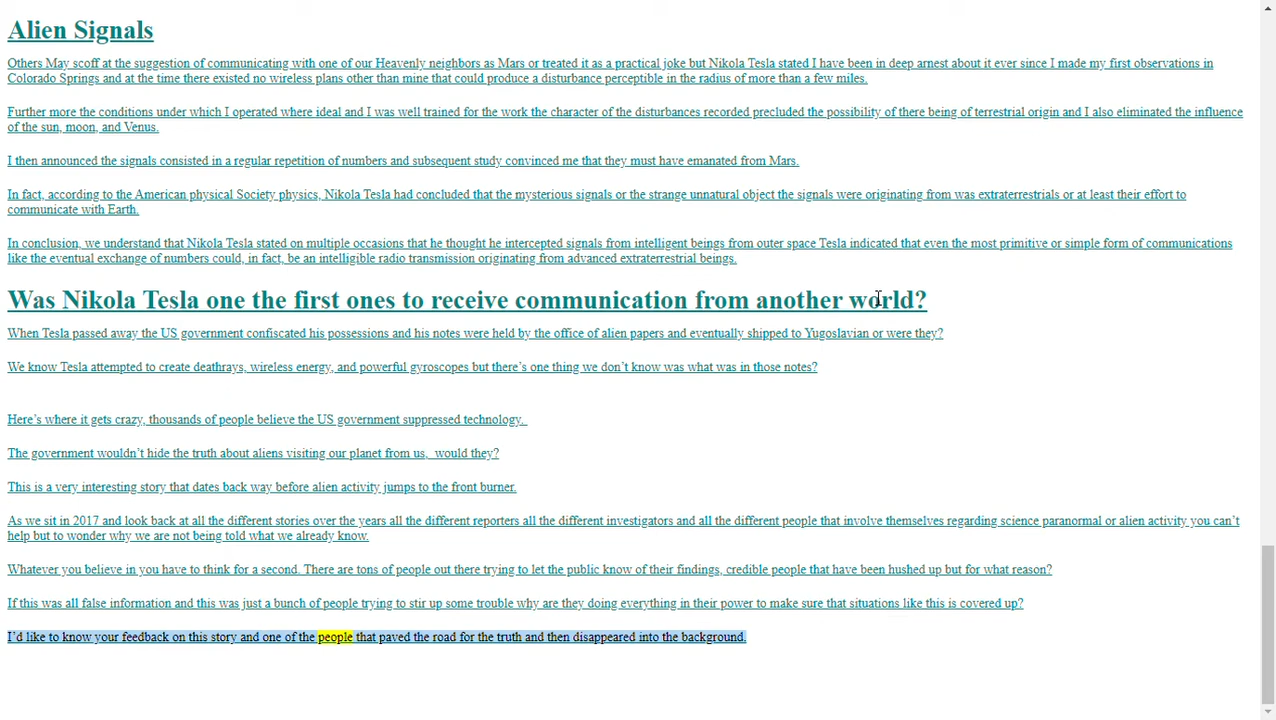 Alien Signals
Others May scoff at the suggestion of communicating with one of our Heavenly neighbors as Mars or treated it as a practical joke but Nikola Tesla stated I have been in deep arnest about it ever since I made my first observations in
Colorado Springs and at the time there existed no wireless plans other than mine that could produce a disturbance perceptible in the radius of more than a few miles.
Further more the conditions under which I operated where ideal and I was well trained for the work the character of the disturbances recorded precluded the possibility of there being of terrestrial origin and I also eliminated the influence
of the sun, moon, and Venus.
I then announced the signals consisted in a regular repetition of numbers and subsequent study convinced me that they must have emanated from Mars.
In fact, according to the American physical Society physics, Nikola Tesla had concluded that the mysterious signals or the strange unnatural object the signals were originating from was extraterrestrials or at least their effort to
communicate with Earth.
In conclusion, we understand that Nikola Tesla stated on multiple occasions that he thought he intercepted signals from intelligent beings from outer space Tesla indicated that even the most primitive or simple form of communications
like the eventual exchange of numbers could, in fact, be an intelligible radio transmission originating from advanced extraterrestrial beings.
Was Nikola Tesla one the first ones to receive communication from another world?
When Tesla passed away the US government confiscated his possessions and his notes were held by the office of alien papers and eventually shipped to Yugoslavian or were they?
We know Tesla attempted to create deathrays, wireless energy, and powerful gyroscopes but there's one thing we don't know was what was in those notes?
Here's where it gets crazy, thousands of people believe the US government suppressed technology.
The government wouldn't hide the truth about aliens visiting our planet from us, would they?
This is a very interesting story that dates back way before alien activity jumps to the front burner.
As we sit in 2017 and look back at all the different stories over the years all the different reporters all the different investigators and all the different people that involve themselves regarding science paranormal or alien activity you can't
help but to wonder why we are not being told what we already know.
Whatever you believe in you have to think for a second. There are tons of people out there trying to let the public know of their findings, credible people that have been hushed up but for what reason?
If this was all false information and this was just a bunch of people trying to stir up some trouble why are they doing everything in their power to make sure that situations like this is covered up?
I'd like to know your feedback on this story and one of the people that paved the road for the truth and then disappeared into the background.